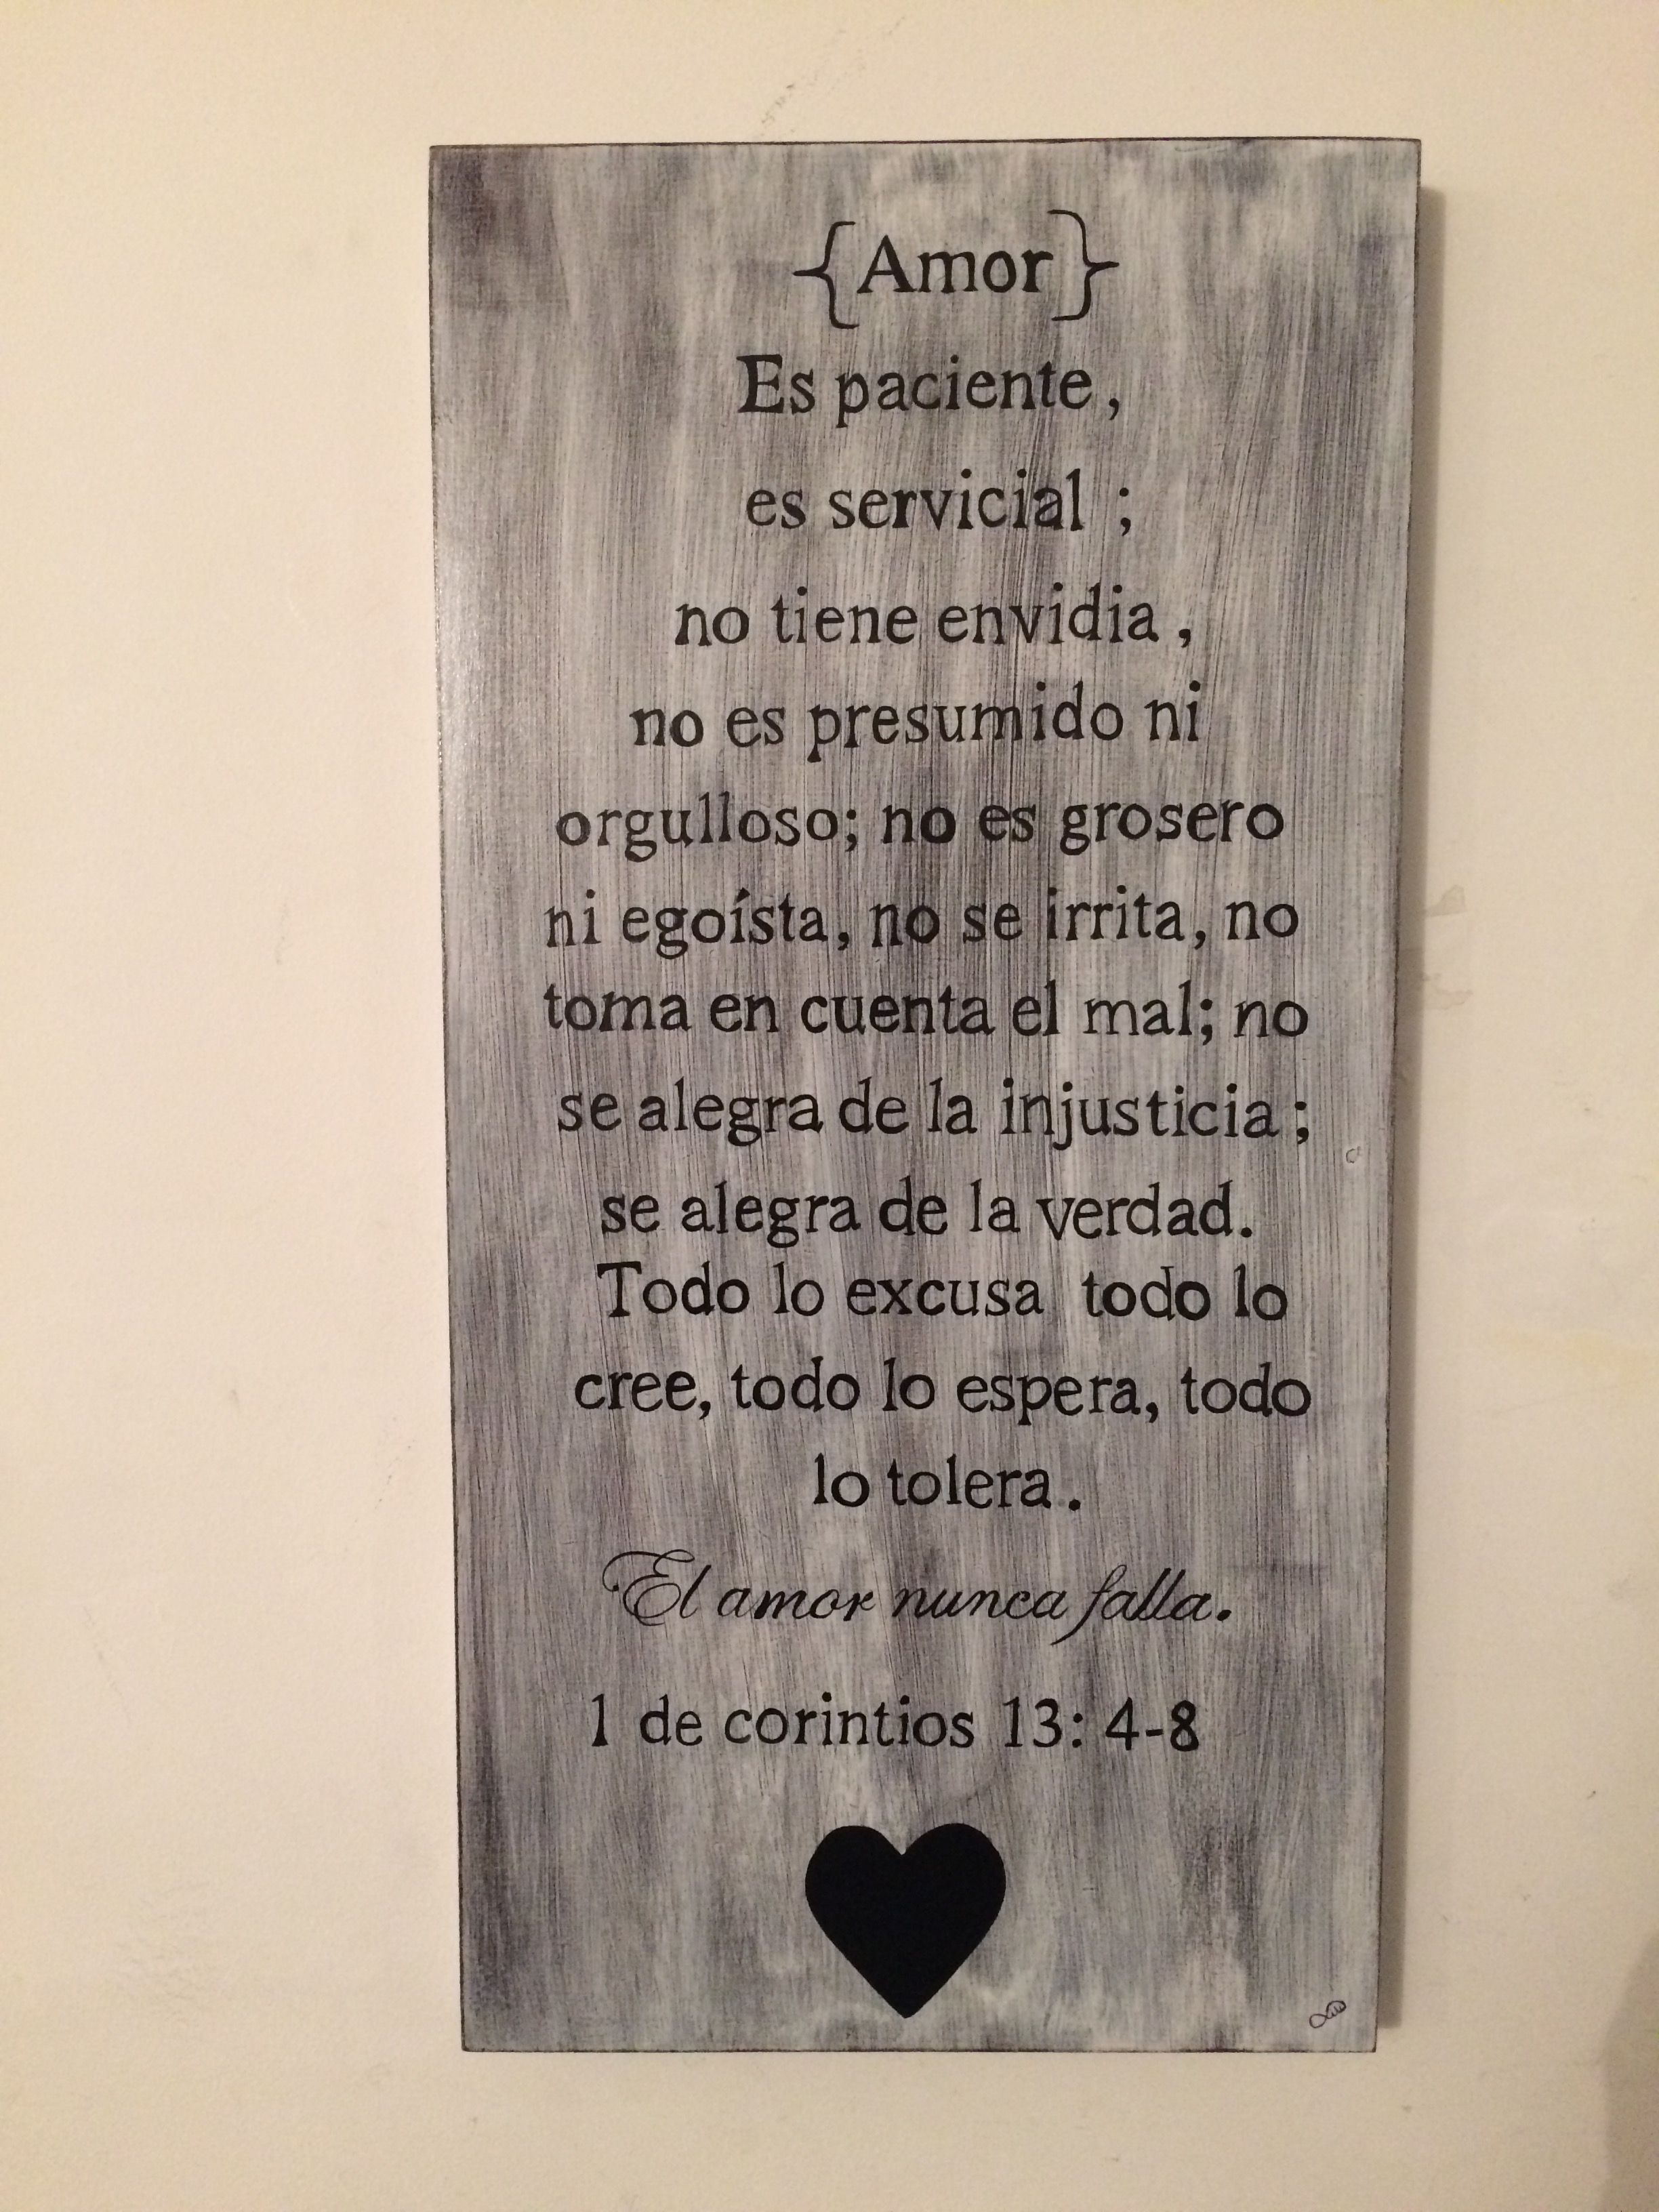 {Amor}
Es paciente,
es servicial ;
no tiene envidia ,
no es presumido ni
orgulloso; no es grosero
ni egoísta, no se irrita, no
toma en cuenta el mal; no
se alegra de la injusticia ;
se alegra de la verdad.
Todo lo excusa todo lo
cree, todo lo espera, todo
lo tolera .
El amor nunca falla.
1 de corintios 13: 4-8